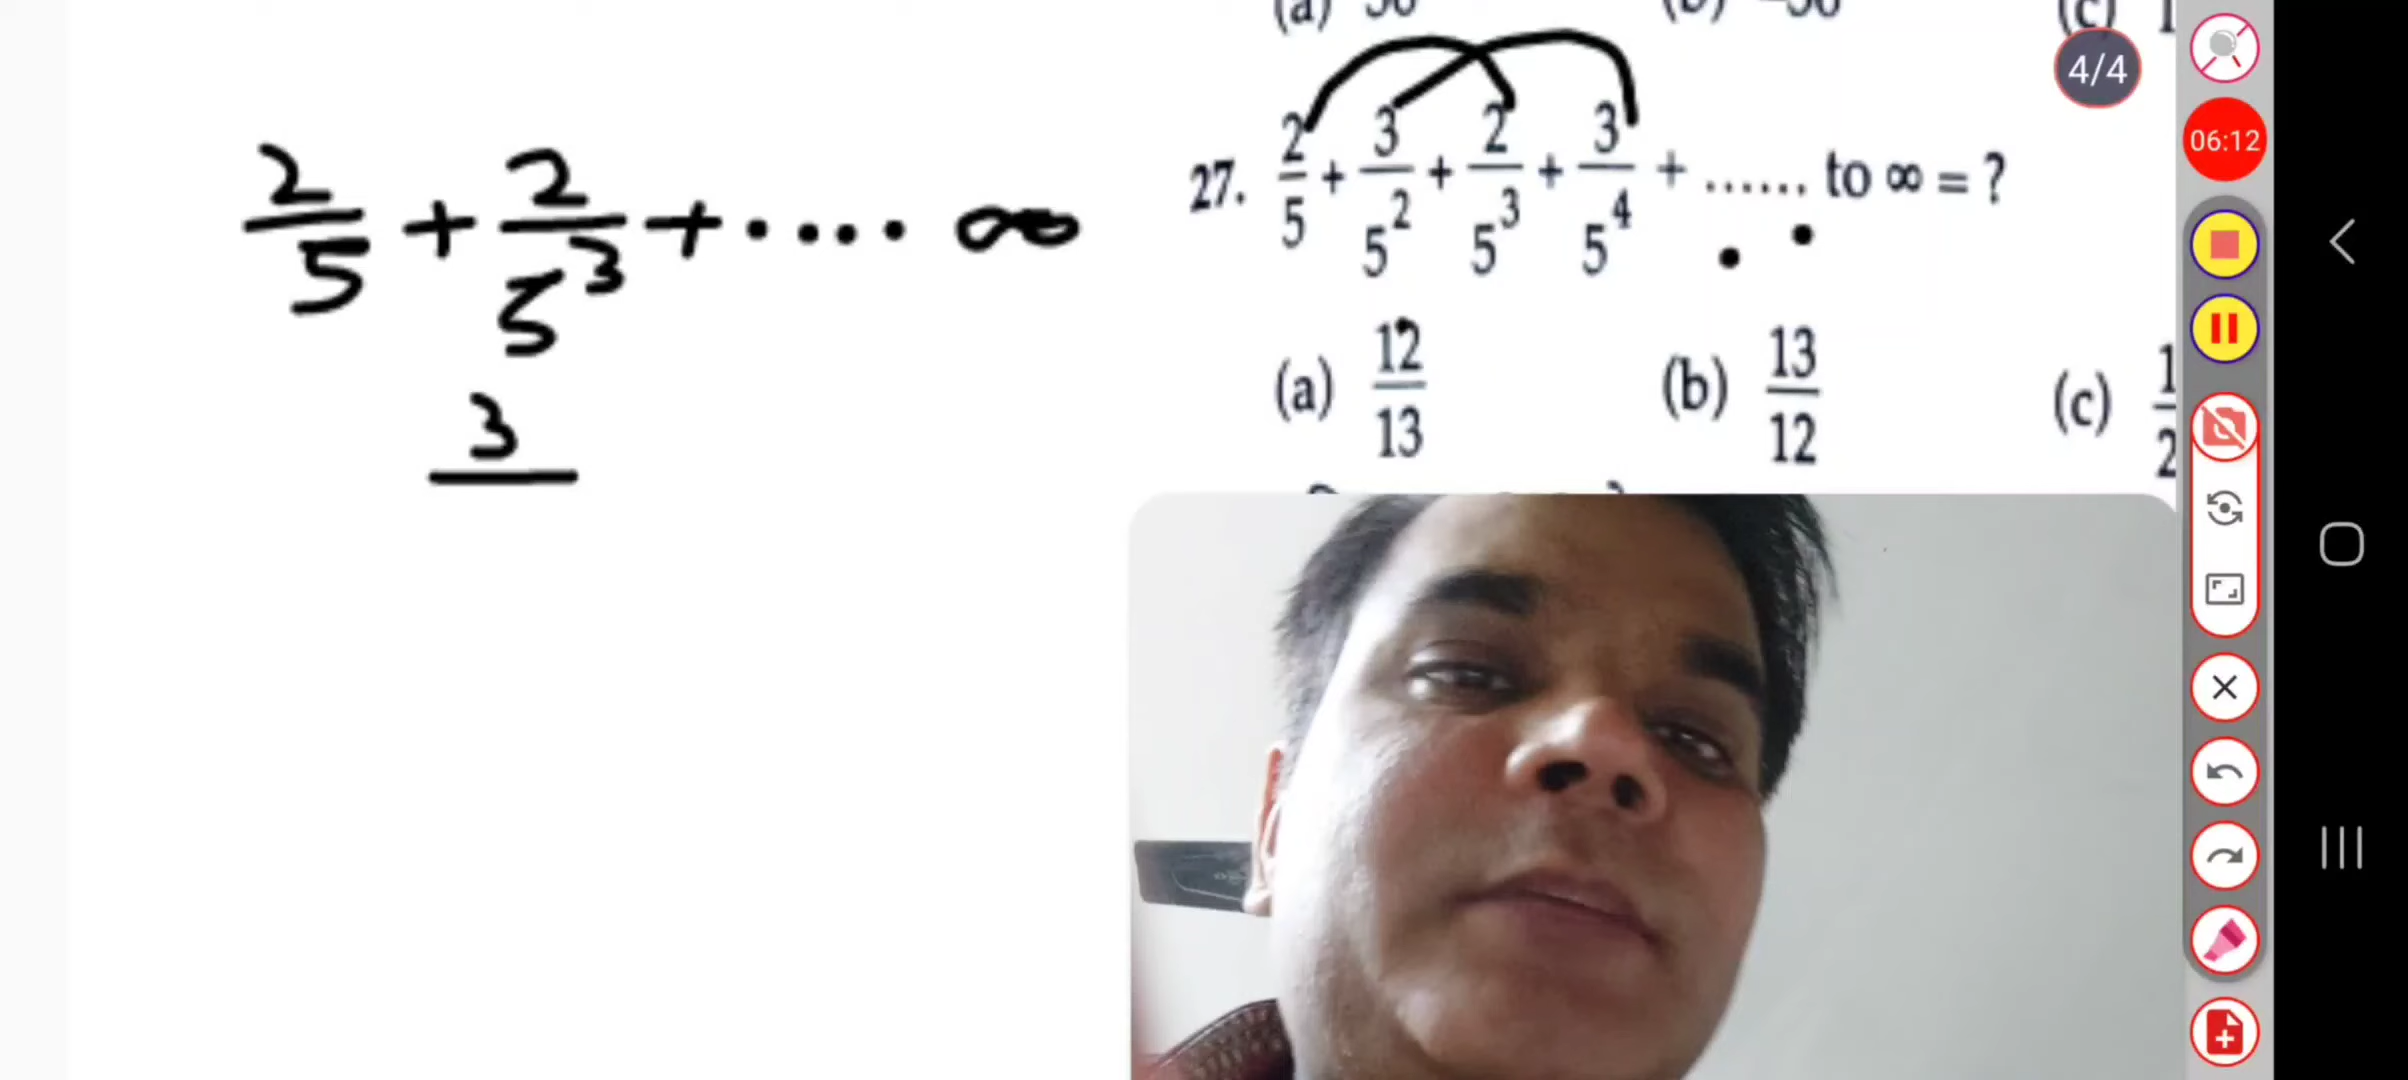 4/4
06:12
2/5 + 2/5³ + .... ∞
3
27. 2/5 + 3/5² + 2/5³ + 3/5⁴ + ...... to ∞ = ?
(a) 12/13 (b) 13/12 (c)